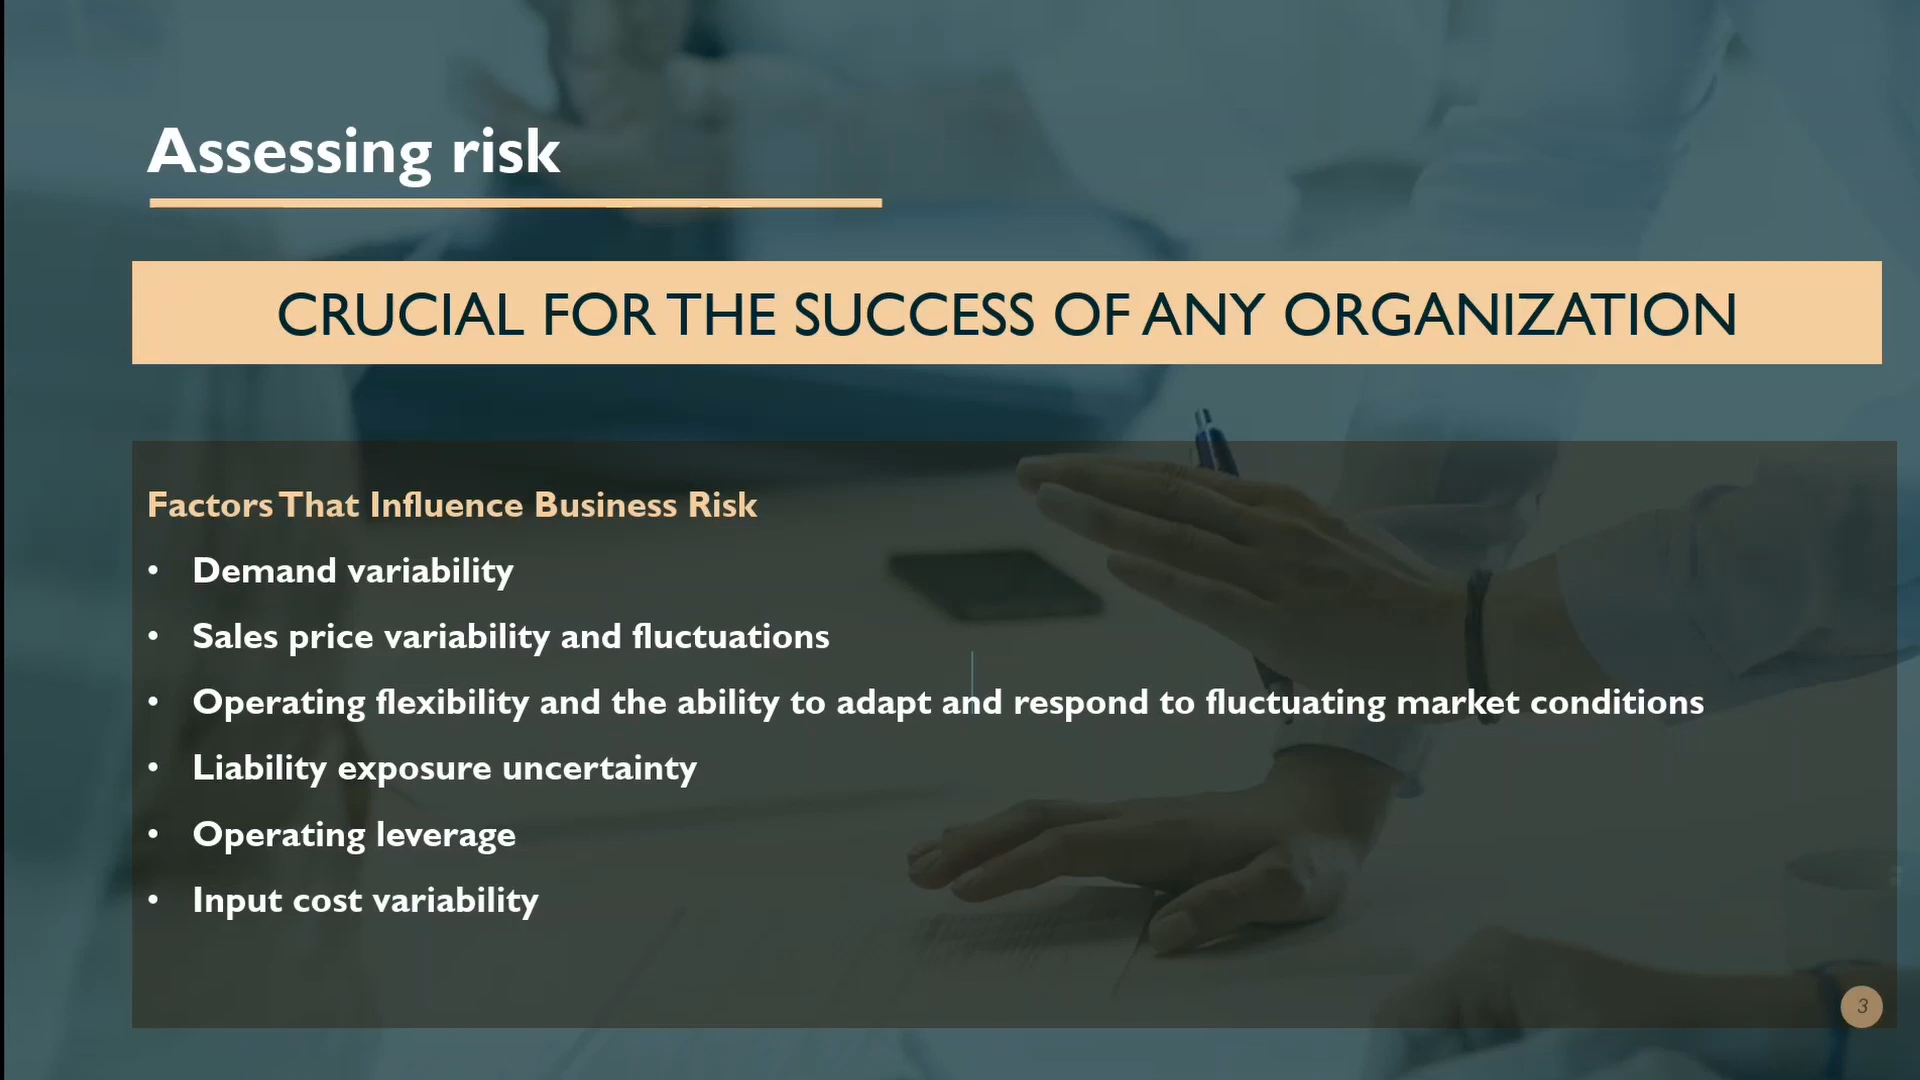 Assessing risk
CRUCIAL FOR THE SUCCESS OF ANY ORGANIZATION
Factors That Influence Business Risk
• Demand variability
• Sales price variability and fluctuations
• Operating flexibility and the ability to adapt and respond to fluctuating market conditions
• Liability exposure uncertainty
• Operating leverage
• Input cost variability
3